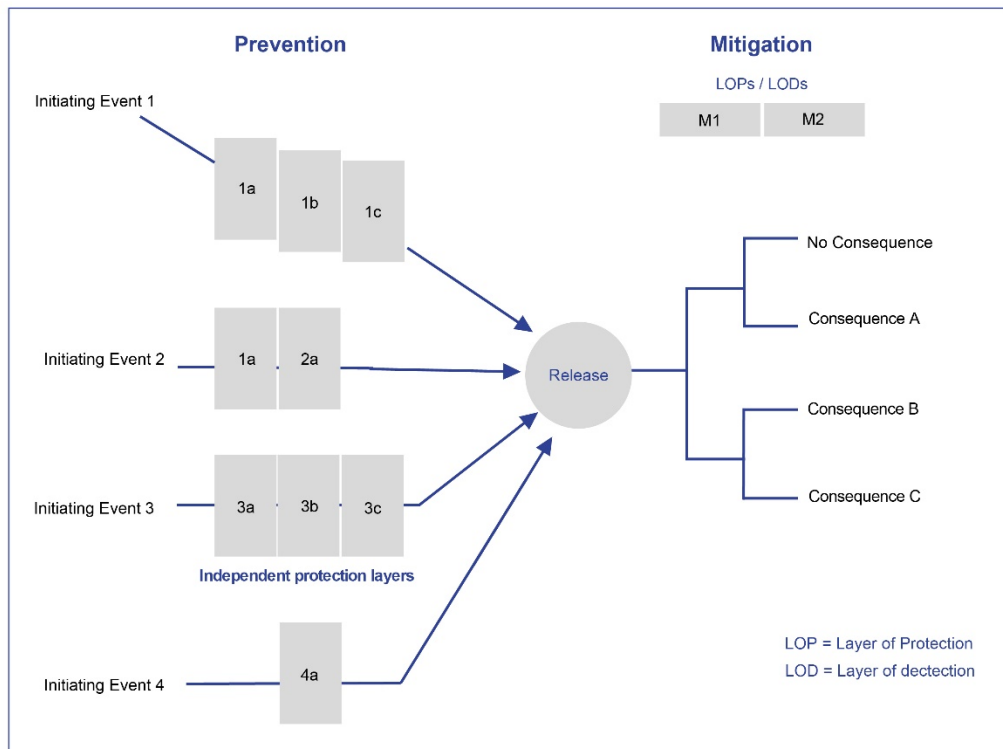 Prevention
Mitigation
LOPs / LODs
M1
M2
Initiating Event 1
1a
1b
1c
Initiating Event 2
1a
2a
Release
No Consequence
Consequence A
Consequence B
Consequence C
Initiating Event 3
3a
3b
3c
Independent protection layers
Initiating Event 4
4a
LOP = Layer of Protection
LOD = Layer of dectection